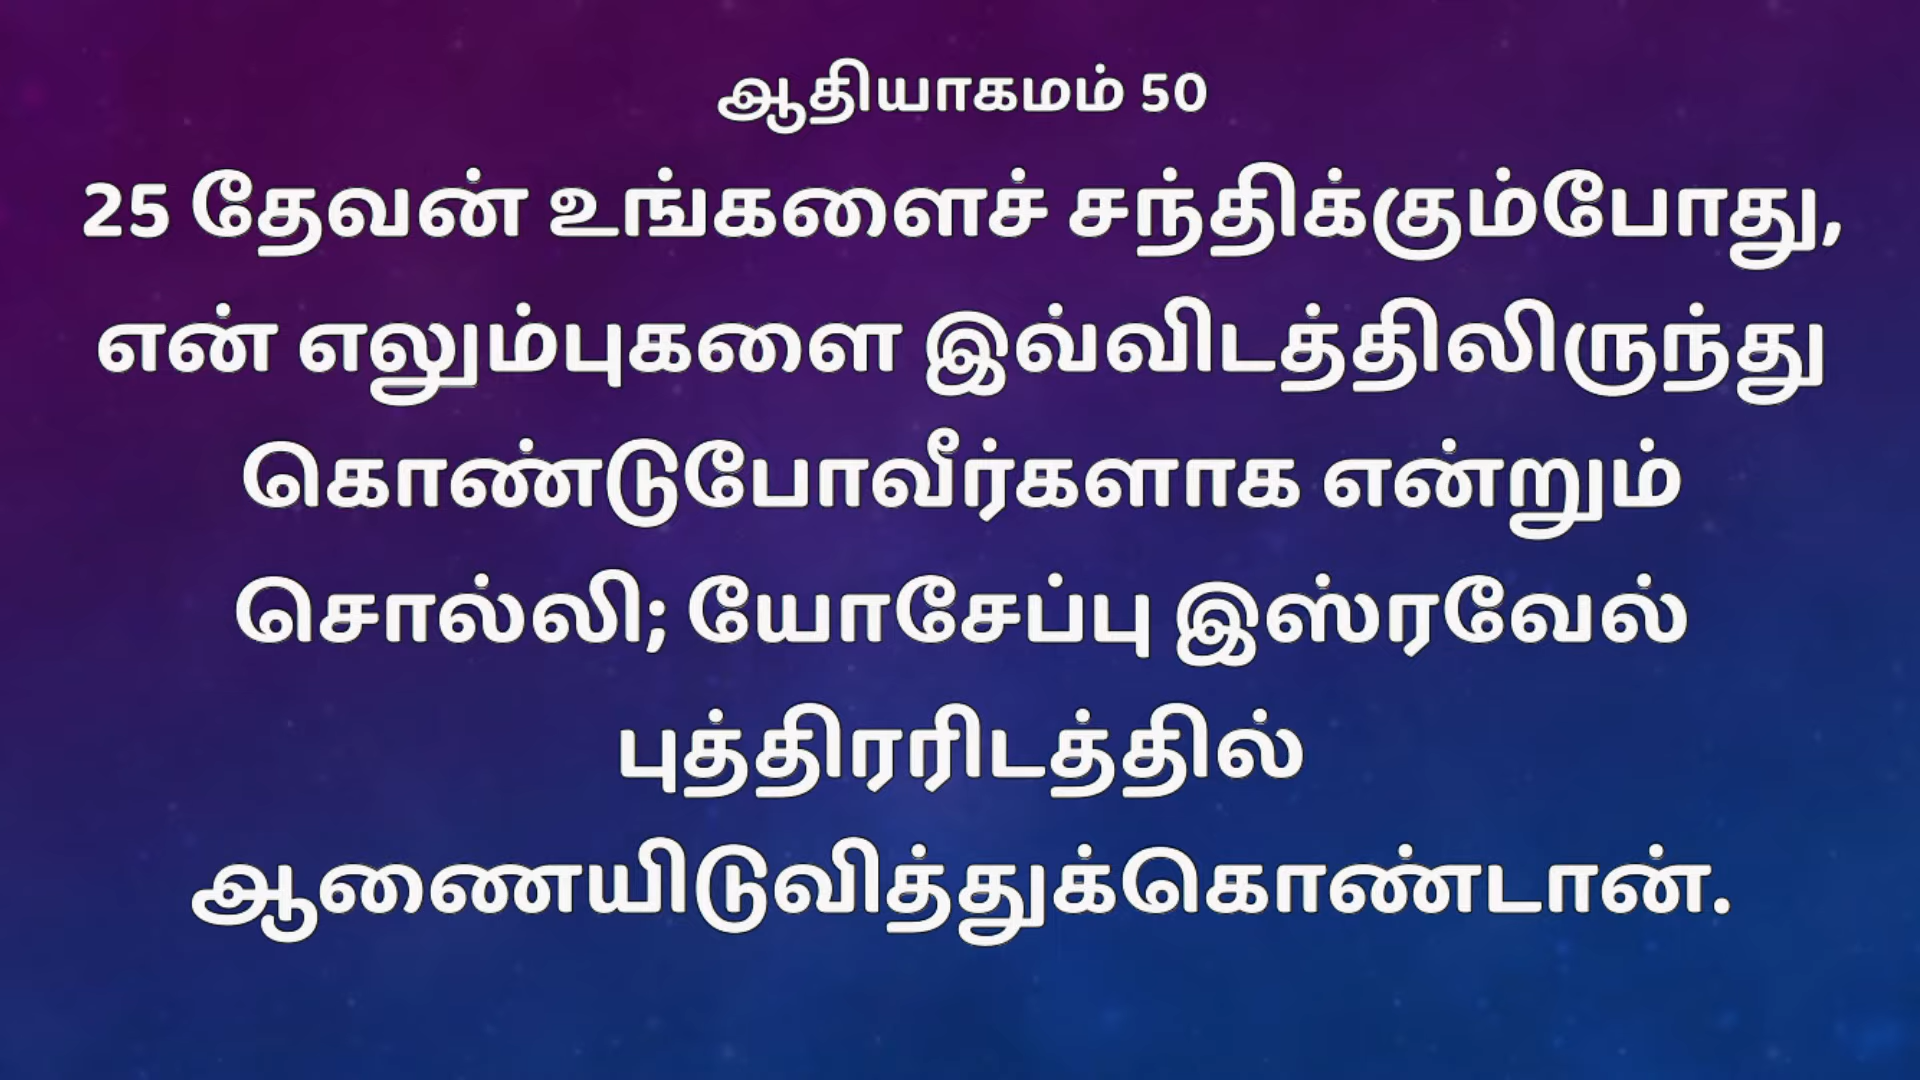 ஆதியாகமம் 50
25 தேவன் உங்களைச் சந்திக்கும்போது,
என் எலும்புகளை இவ்விடத்திலிருந்து
கொண்டுபோவீர்களாக என்றும்
சொல்லி; யோசேப்பு இஸ்ரவேல்
புத்திரரிடத்தில்
ஆணையிடுவித்துக்கொண்டான்.